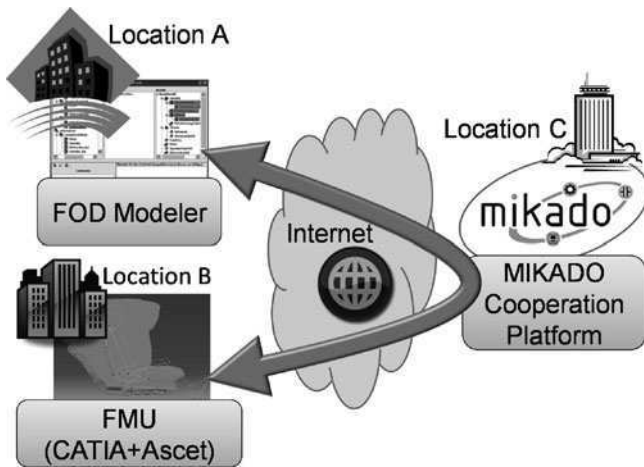 Location A
FOD Modeler
Location B
FMU
(CATIA+Ascet)
Internet
Location C
mikado
MIKADO
Cooperation
Platform